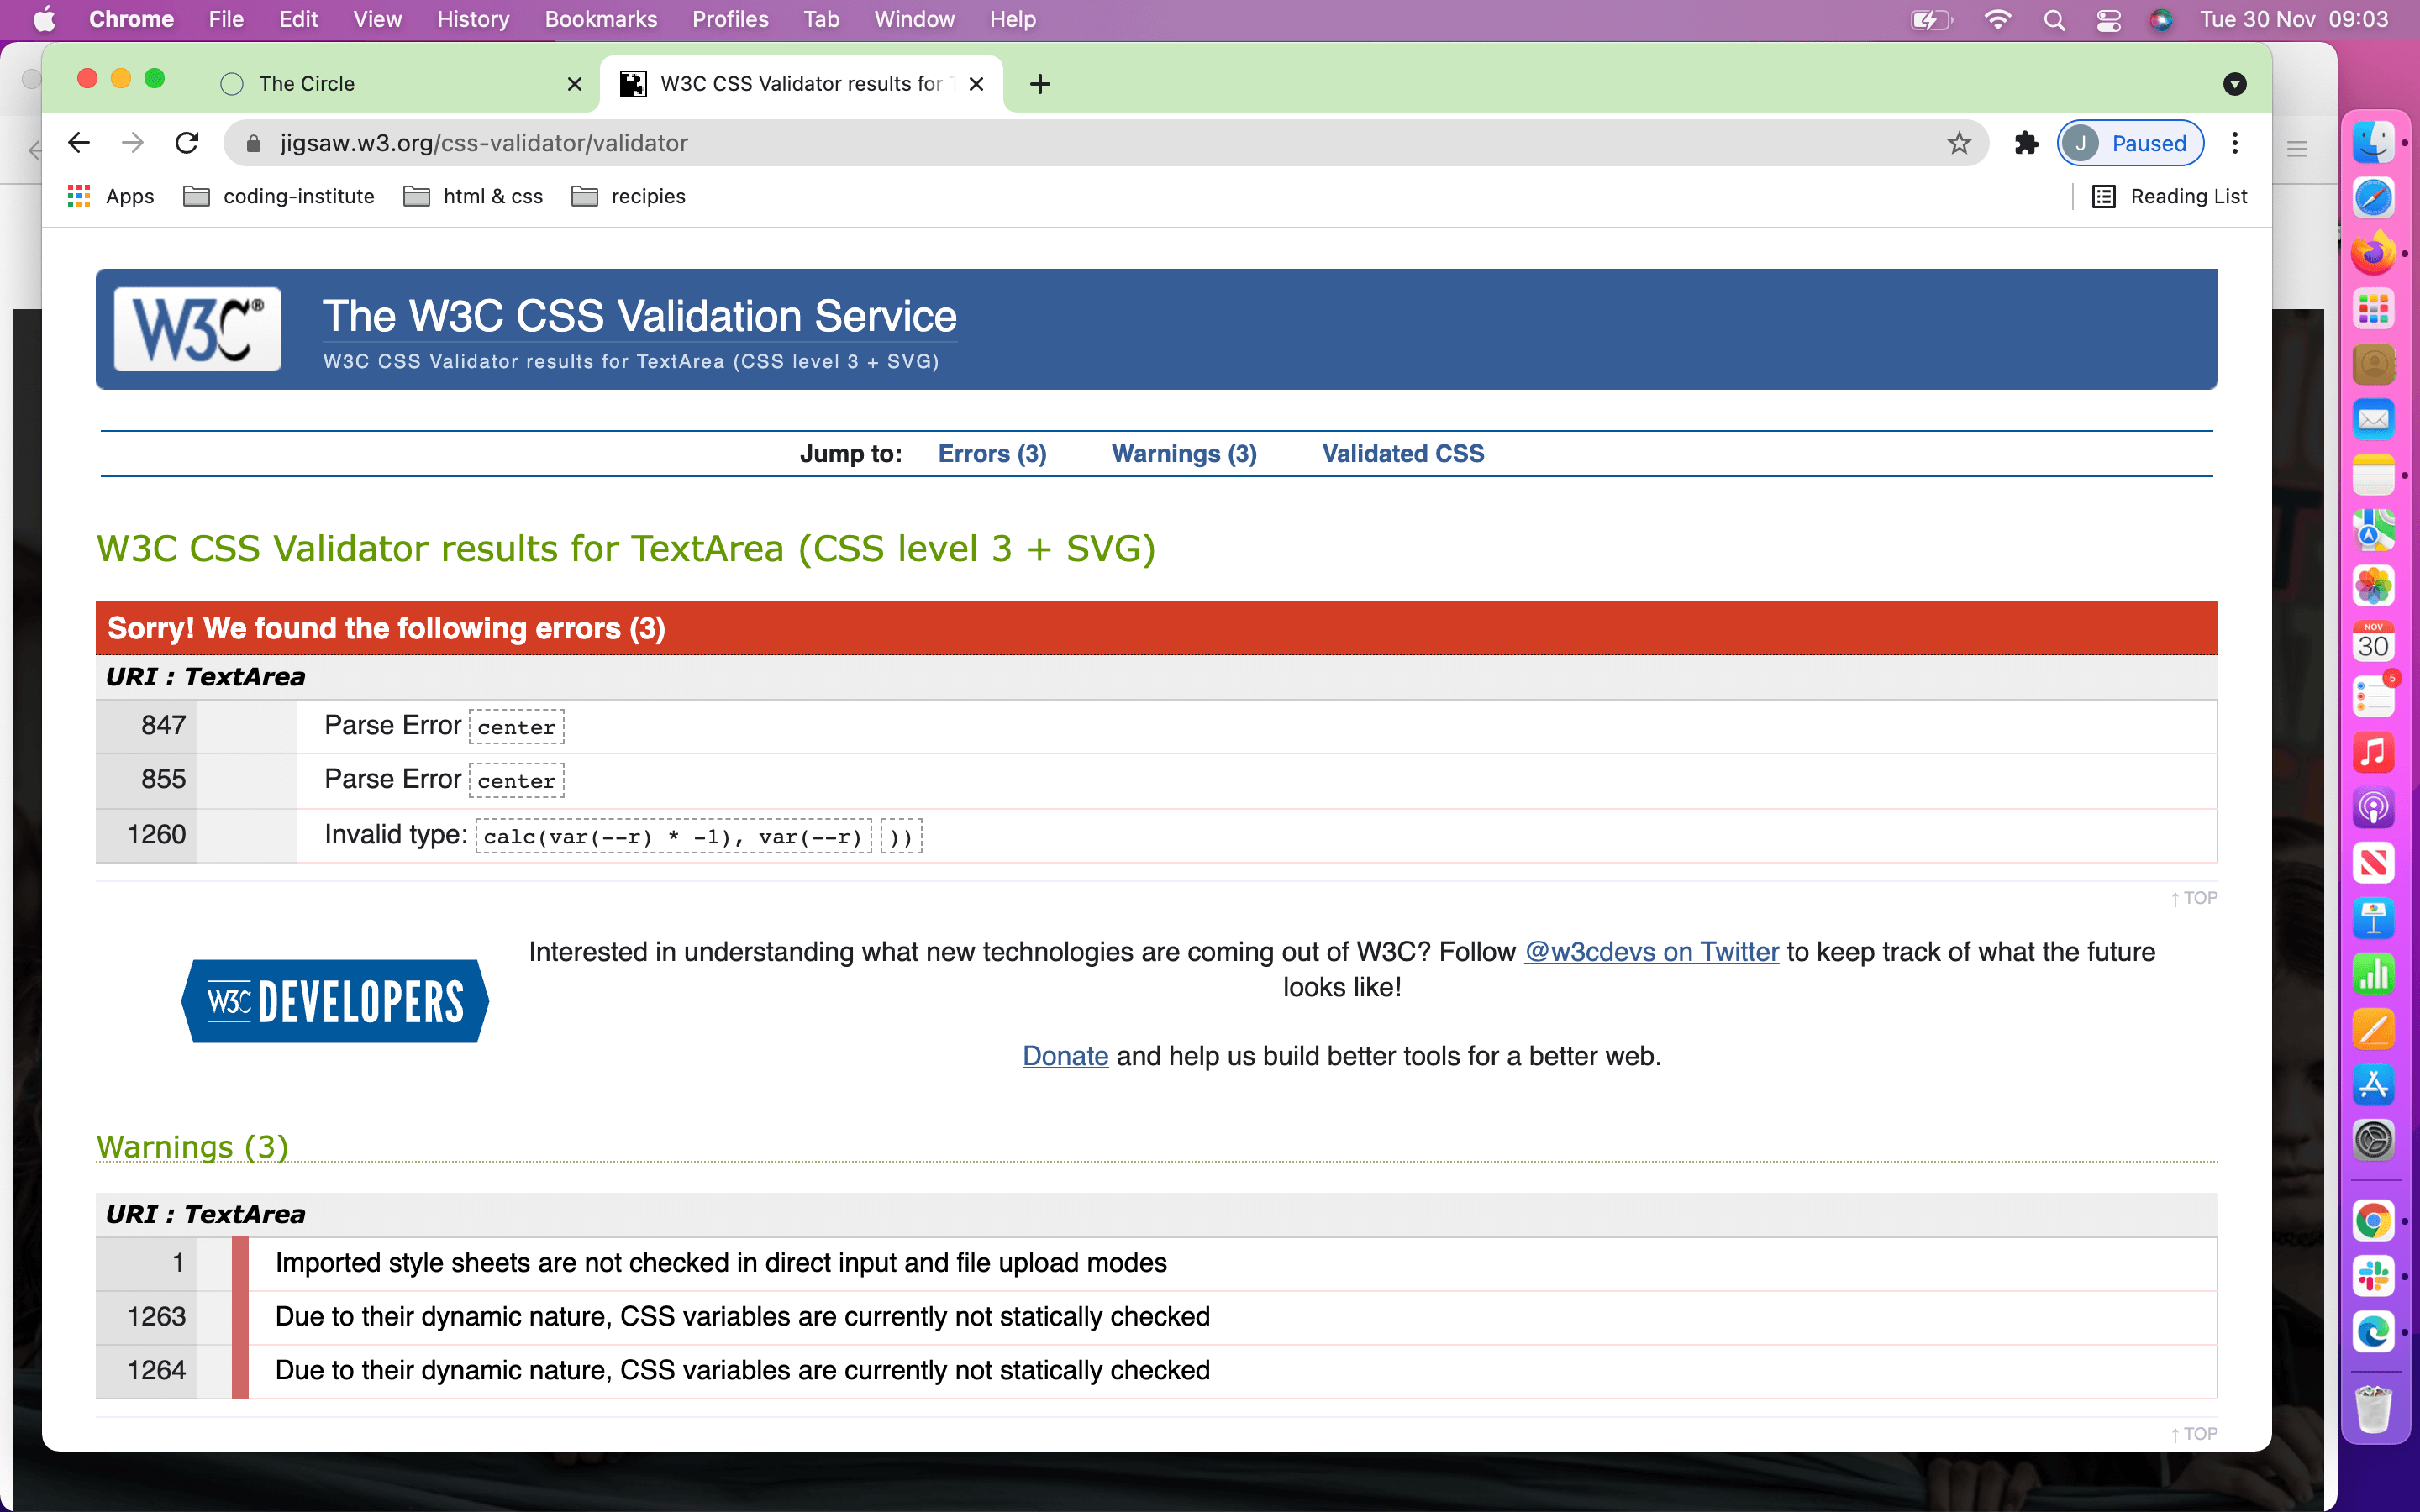 Chrome File Edit View History Bookmarks Profiles Tab Window Help Tue 30 Nov 09:03
The Circle W3C CSS Validator results for
jigsaw.w3.org/css-validator/validator J Paused
Apps coding-institute html & css recipies Reading List
W3C® The W3C CSS Validation Service
W3C CSS Validator results for TextArea (CSS level 3 + SVG)
Jump to: Errors (3) Warnings (3) Validated CSS
W3C CSS Validator results for TextArea (CSS level 3 + SVG)
Sorry! We found the following errors (3)
URI : TextArea
847 Parse Error center
855 Parse Error center
1260 Invalid type: calc(var(--r) * -1), var(--r) ))
↑ TOP
Interested in understanding what new technologies are coming out of W3C? Follow @w3cdevs on Twitter to keep track of what the future
looks like!
W3C DEVELOPERS
Donate and help us build better tools for a better web.
Warnings (3)
URI : TextArea
1 Imported style sheets are not checked in direct input and file upload modes
1263 Due to their dynamic nature, CSS variables are currently not statically checked
1264 Due to their dynamic nature, CSS variables are currently not statically checked
↑ TOP
NOV
30
5